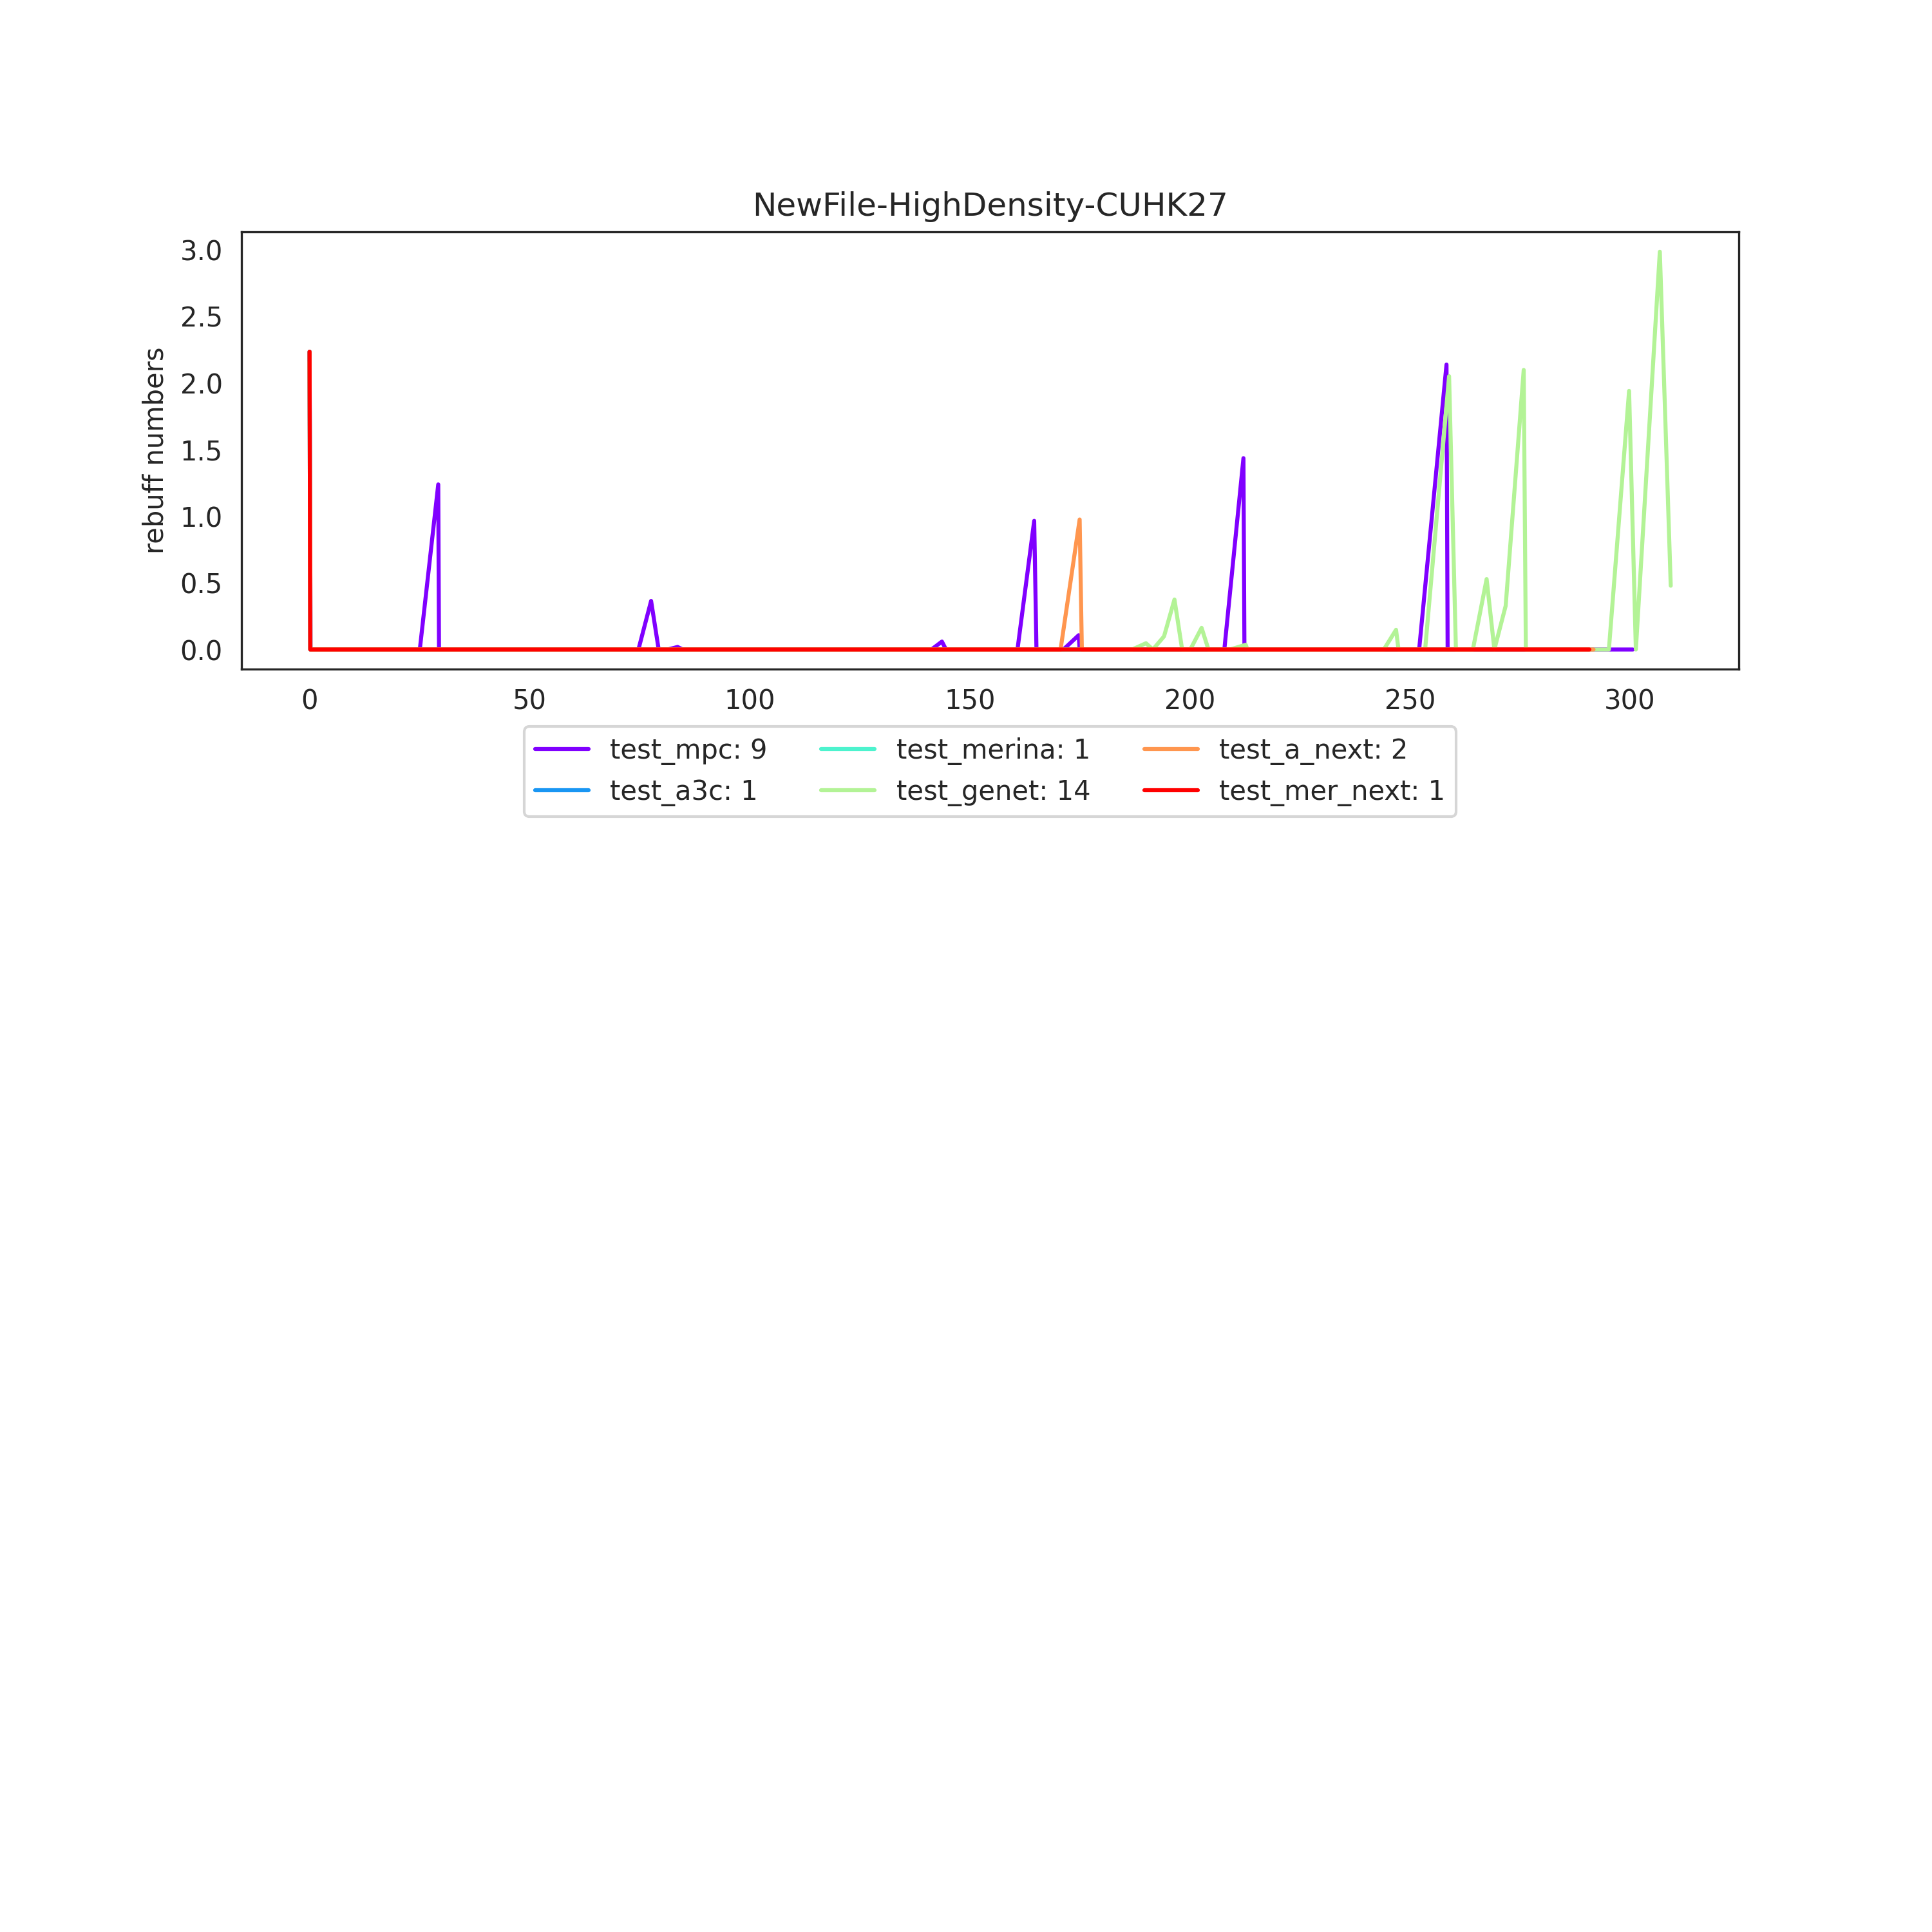 NewFile-HighDensity-CUHK27
rebuff numbers
3.0
2.5
2.0
1.5
1.0
0.5
0.0
0 50 100 150 200 250 300
test_mpc: 9 test_merina: 1 test_a_next: 2
test_a3c: 1 test_genet: 14 test_mer_next: 1